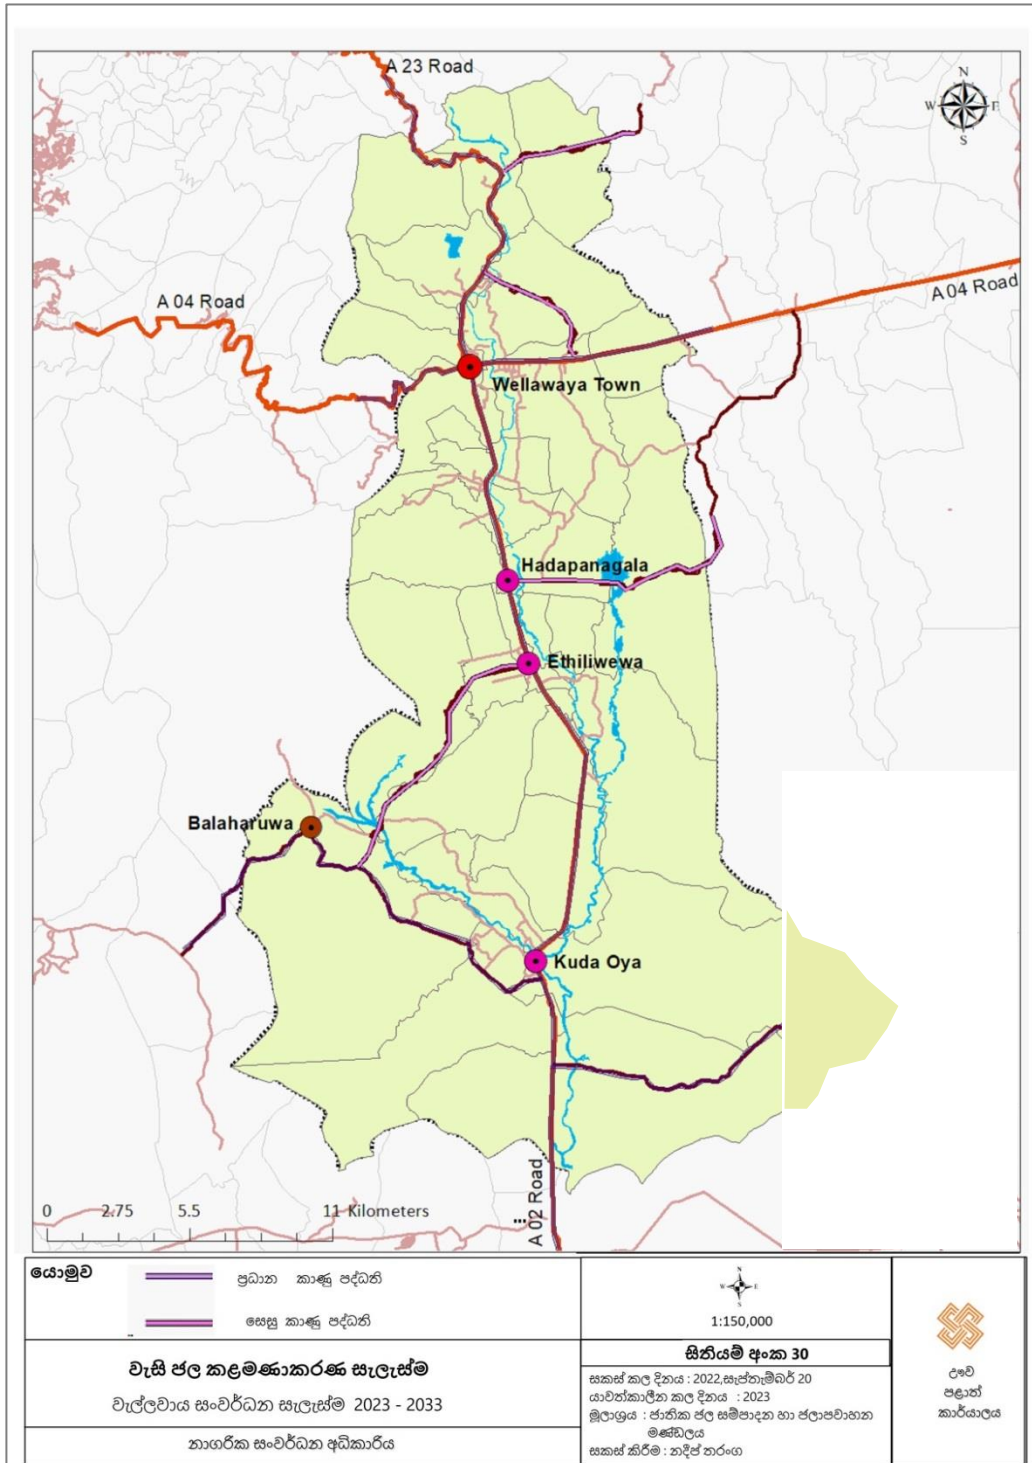 A 23 Road
N
W E
S
A 04 Road
A 04 Road
Wellawaya Town
Hadapanagala
Ethiliwewa
Balaharuwa
Kuda Oya
A 02 Road
0 2.75 5.5 11 Kilometers
යොමුව
ප්‍රධාන කාණු පද්ධති
සෙසු කාණු පද්ධති
වැසි ජල කළමණාකරණ සැලැස්ම
වැල්ලවාය සංවර්ධන සැලැස්ම 2023 - 2033
නාගරික සංවර්ධන අධිකාරිය
N
W E
S
1:150,000
සිතියම් අංක 30
සකස් කල දිනය : 2022,සැප්තැම්බර් 20
යාවත්කාලීන කල දිනය : 2023
මූලාශ්‍රය : ජාතික ජල සම්පාදන හා ජලාපවාහන
මණ්ඩලය
සකස් කිරීම : නදීප් තරංග
ඌව
පළාත්
කාර්යාලය